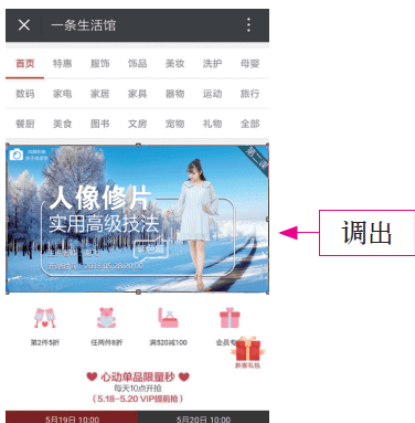 一条生活馆
首页 特惠 服饰 饰品 美妆 洗护 母婴
数码 家电 家居 家具 器物 运动 旅行
餐厨 美食 图书 文房 宠物 礼物 全部
第二课
人像修片
实用高级技法
调出
第2件5折 任两件8折 满520减100 会员专
新客礼包
心动单品限量秒
每天10点开抢
(5.18-5.20 VIP提前抢)
5月19日 10:00 5月20日 10:00